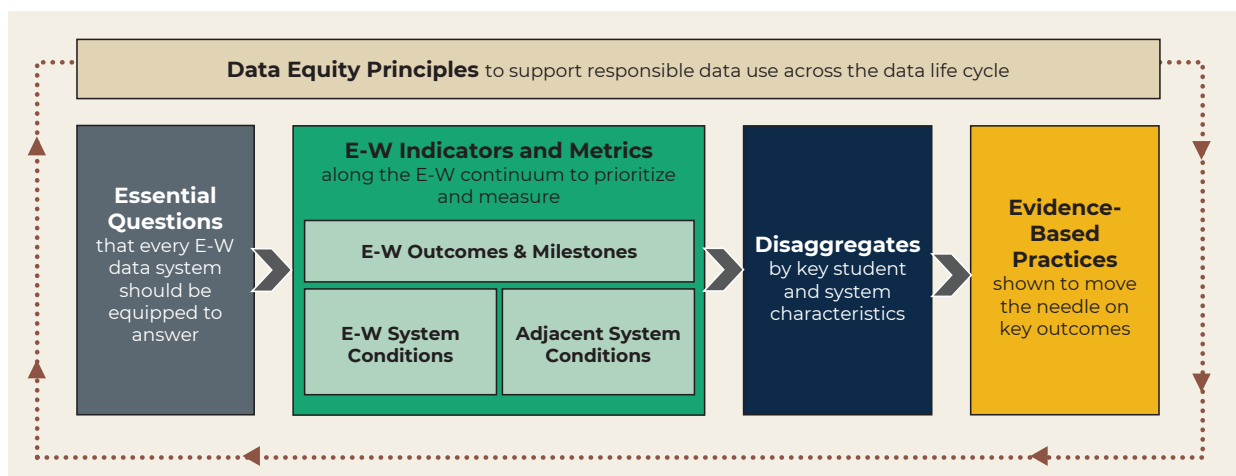 Data Equity Principles to support responsible data use across the data life cycle
Essential
Questions
that every E-W
data system
should be
equipped to
answer
E-W Indicators and Metrics
along the E-W continuum to prioritize
and measure
E-W Outcomes & Milestones
E-W System
Conditions
Adjacent System
Conditions
Disaggregates
by key student
and system
characteristics
Evidence-
Based
Practices
shown to move
the needle on
key outcomes